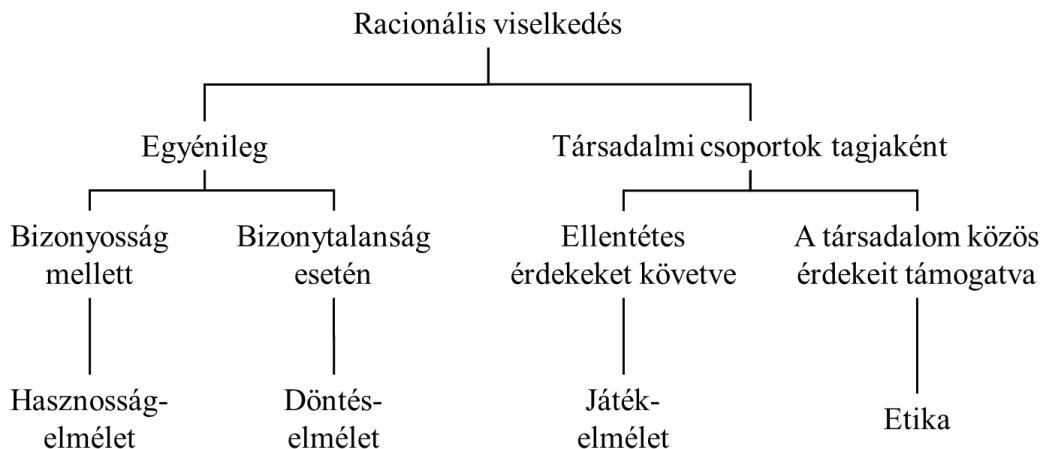 Racionális viselkedés
Egyénileg
Társadalmi csoportok tagjaként
Bizonyosság
mellett
Bizonytalanság
esetén
Ellentétes
érdekeket követve
A társadalom közös
érdekeit támogatva
Hasznosság-
elmélet
Döntés-
elmélet
Játék-
elmélet
Etika